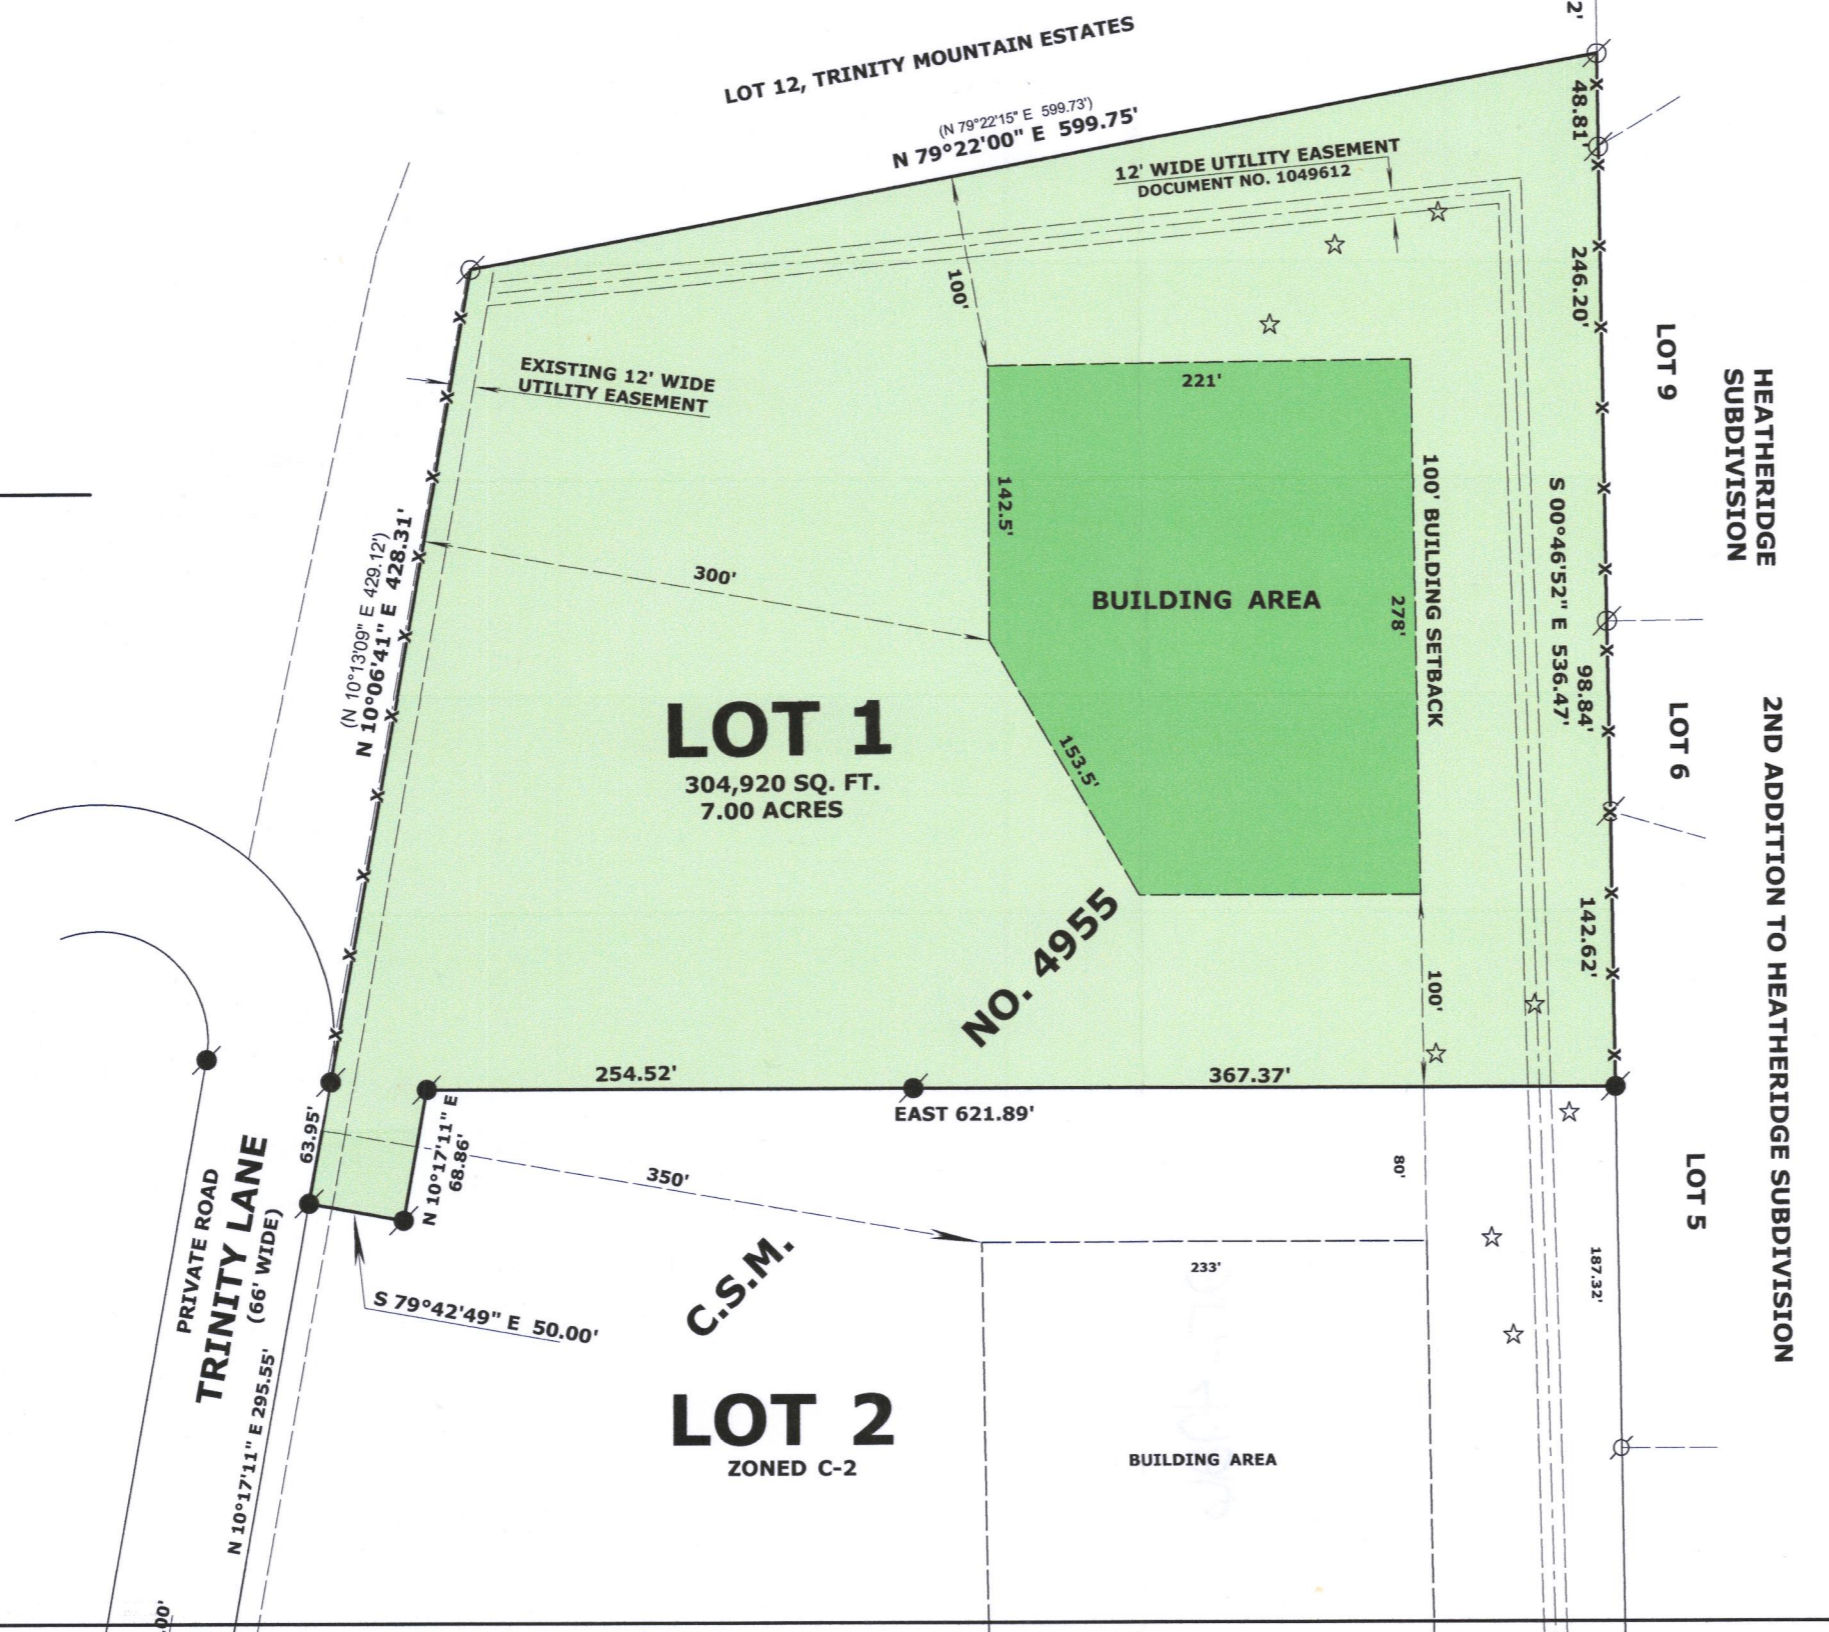 2'
LOT 12, TRINITY MOUNTAIN ESTATES
(N 79°22'15" E 599.73')
N 79°22'00" E 599.75'
48.81'
12' WIDE UTILITY EASEMENT
DOCUMENT NO. 1049612
100'
246.20'
LOT 9
HEATHERIDGE
SUBDIVISION
EXISTING 12' WIDE
UTILITY EASEMENT
221'
142.5'
100' BUILDING SETBACK
S 00°46'52" E 536.47'
(N 10°13'09" E 429.12')
N 10°06'41" E 428.31'
300'
BUILDING AREA
278'
98.84'
LOT 6
2ND ADDITION TO HEATHERIDGE SUBDIVISION
LOT 1
304,920 SQ. FT.
7.00 ACRES
153.5'
142.62'
NO. 4955
100'
254.52'
367.37'
EAST 621.89'
63.95'
N 10°17'11" E
68.86'
350'
80'
LOT 5
PRIVATE ROAD
TRINITY LANE
(66' WIDE)
S 79°42'49" E 50.00'
C.S.M.
233'
187.32'
N 10°17'11" E 295.55'
LOT 2
ZONED C-2
BUILDING AREA
00'